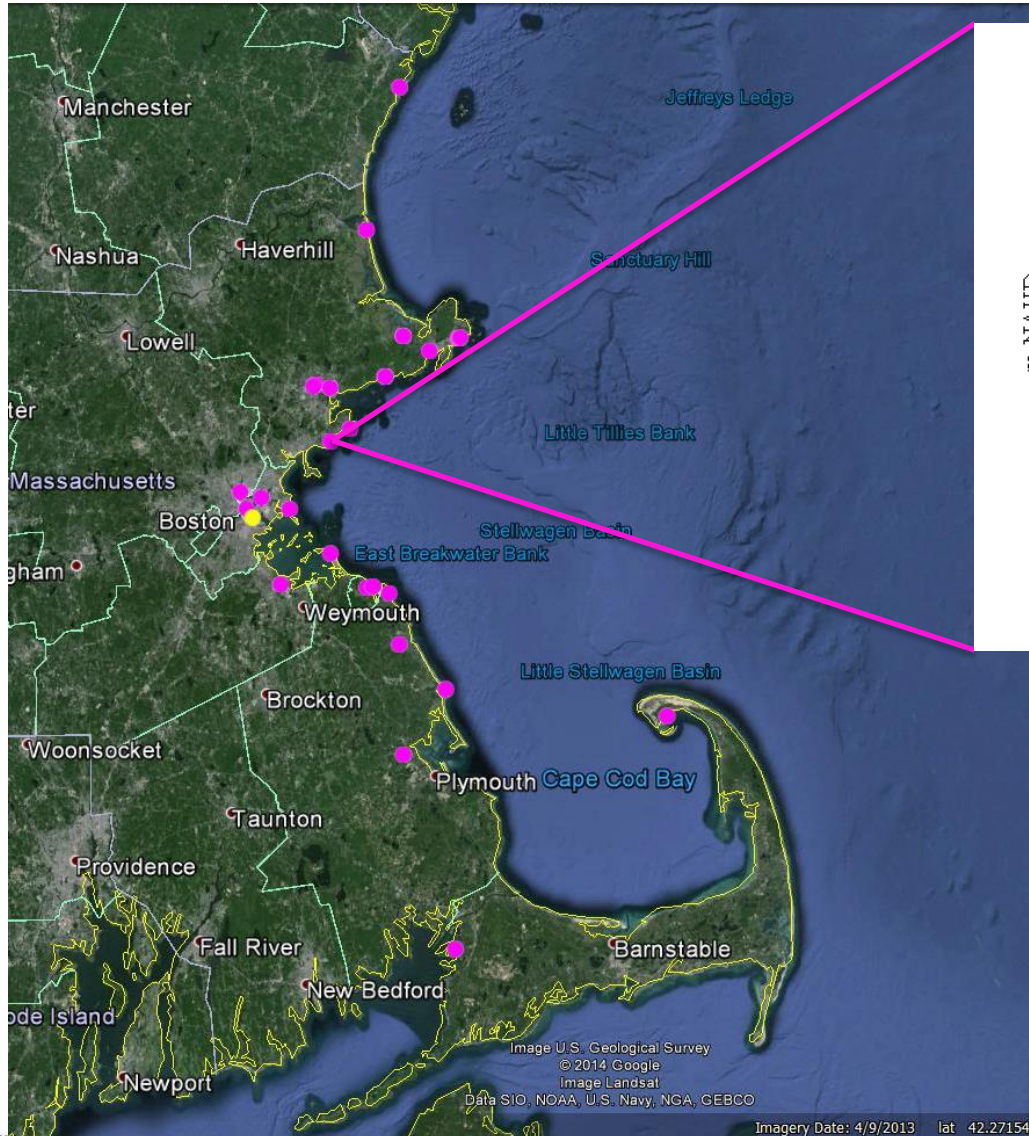 Jeffreys Ledge
Manchester
Haverhill
Nashua
Sanctuary Hill
Lowell
ter
Little Tillies Bank
Massachusetts
Boston
Stellwagen Basin
East Breakwater Bank
gham
Weymouth
Little Stellwagen Basin
Brockton
Woonsocket
Plymouth
Cape Cod Bay
Taunton
Providence
Fall River
Barnstable
New Bedford
ode Island
Newport
Image U.S. Geological Survey
© 2014 Google
Image Landsat
Data SIO, NOAA, U.S. Navy, NGA, GEBCO
Imagery Date: 4/9/2013 lat 42.27154